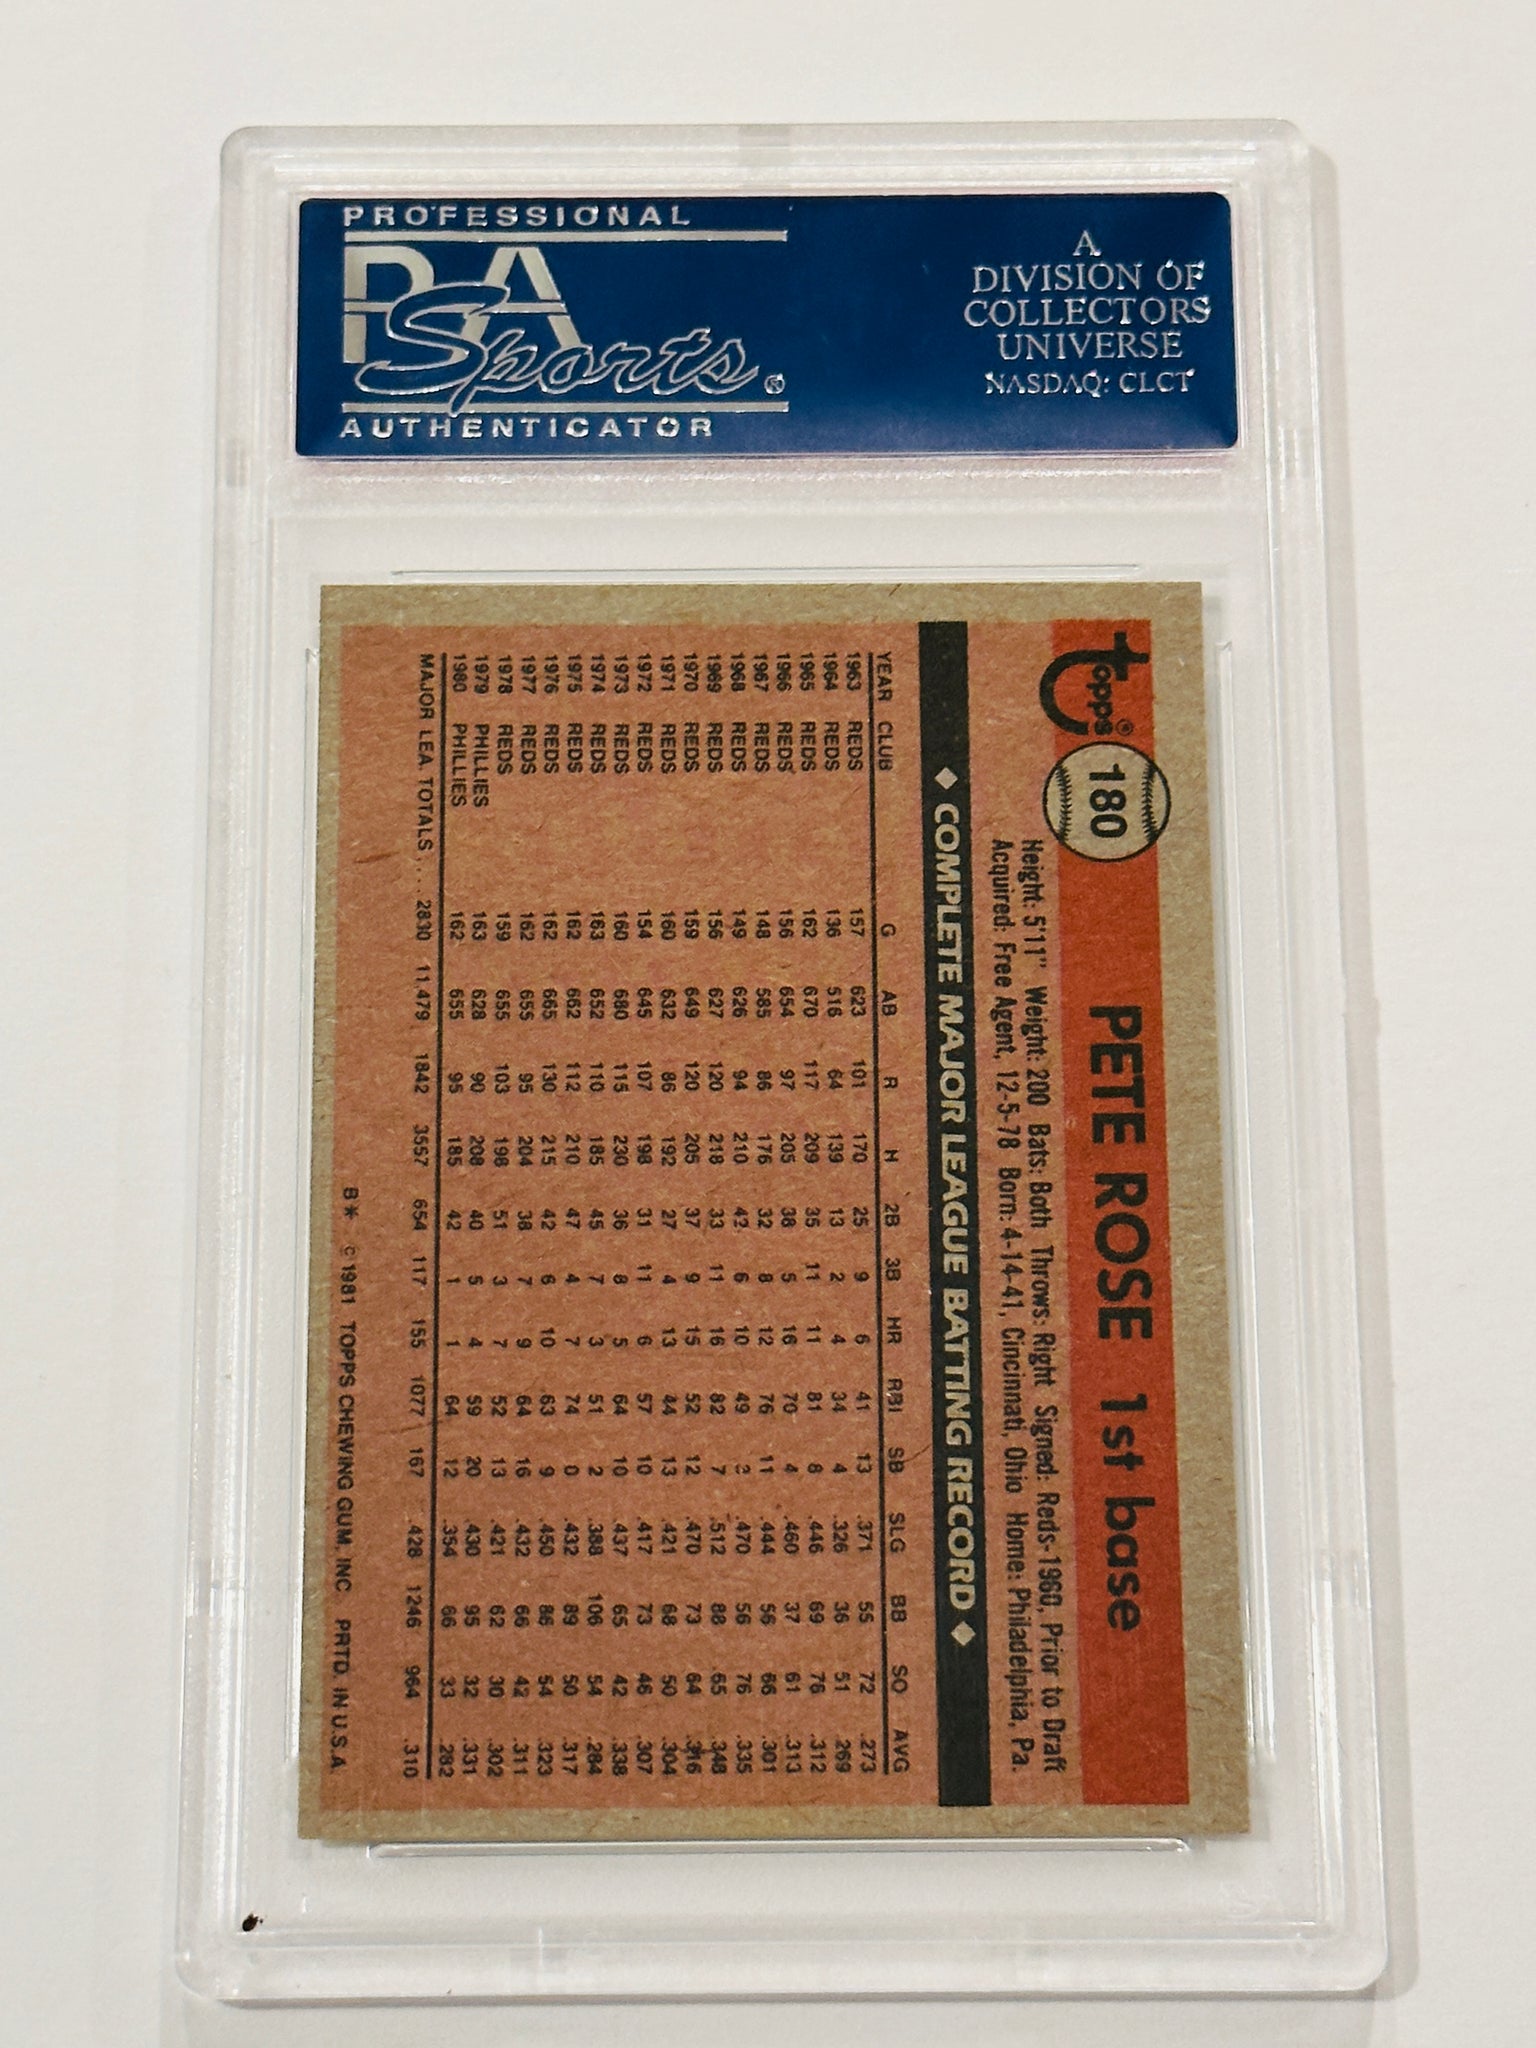 PROFESSIONAL
PSA
Sports®
AUTHENTICATOR
A
DIVISION OF
COLLECTORS
UNIVERSE
NASDAQ: CLCT
topps®
180
PETE ROSE 1st base
Height: 5'11" Weight: 200 Bats: Both Throws: Right Signed: Reds-1960, Prior to Draft
Acquired: Free Agent, 12-5-78 Born: 4-14-41, Cincinnati, Ohio Home: Philadelphia, Pa.
◆ COMPLETE MAJOR LEAGUE BATTING RECORD ◆
YEAR CLUB G AB R H 2B 3B HR RBI SB SLG BB SO AVG
1963 REDS 157 623 101 170 25 9 6 41 13 .371 55 72 .273
1964 REDS 136 516 64 139 13 2 4 34 4 .326 36 51 .269
1965 REDS 162 670 117 209 35 11 11 81 8 .446 69 76 .312
1966 REDS 156 654 97 205 38 5 16 70 4 .460 37 61 .313
1967 REDS 148 585 86 176 32 8 12 76 11 .444 56 66 .301
1968 REDS 149 626 94 210 42 6 10 49 3 .470 56 76 .335
1969 REDS 156 627 120 218 33 11 16 82 7 .512 88 65 .348
1970 REDS 159 649 120 205 37 9 15 52 12 .470 73 64 .316
1971 REDS 160 632 86 192 27 4 13 44 13 .421 68 50 .304
1972 REDS 154 645 107 198 31 11 6 57 10 .417 73 46 .307
1973 REDS 160 680 115 230 36 8 5 64 10 .437 65 42 .338
1974 REDS 163 652 110 185 45 7 3 51 2 .388 106 54 .284
1975 REDS 162 662 112 210 47 4 7 74 0 .432 89 50 .317
1976 REDS 162 665 130 215 42 6 10 63 9 .450 86 54 .323
1977 REDS 162 655 95 204 38 7 9 64 16 .432 66 42 .311
1978 REDS 159 655 103 198 51 3 7 52 13 .421 62 30 .302
1979 PHILLIES 163 628 90 208 40 5 4 59 20 .430 95 32 .331
1980 PHILLIES 162 655 95 185 42 1 1 64 12 .354 66 33 .282
MAJOR LEA. TOTALS.... 2830 11,479 1842 3557 654 117 155 1077 167 .428 1246 964 .310
B* © 1981 TOPPS CHEWING GUM, INC. PRTD. IN U.S.A.